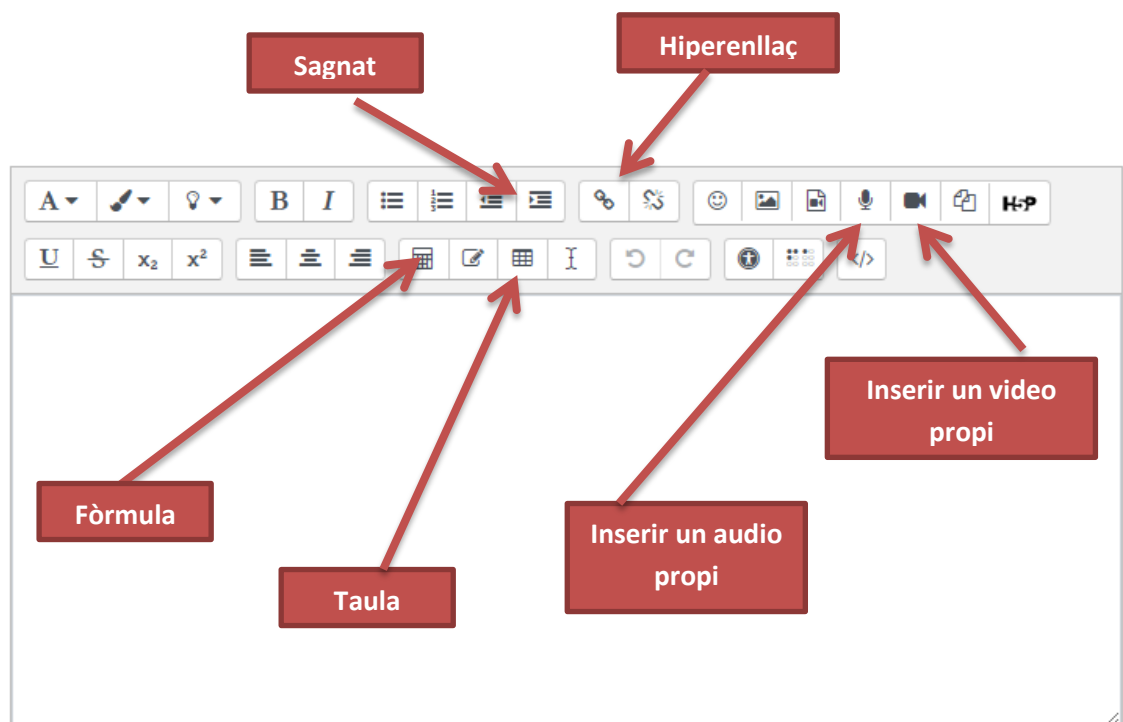 Hiperenllaç
Sagnat
A B I H5P
U S x₂ x² </>
Inserir un video
propi
Fòrmula
Inserir un audio
propi
Taula